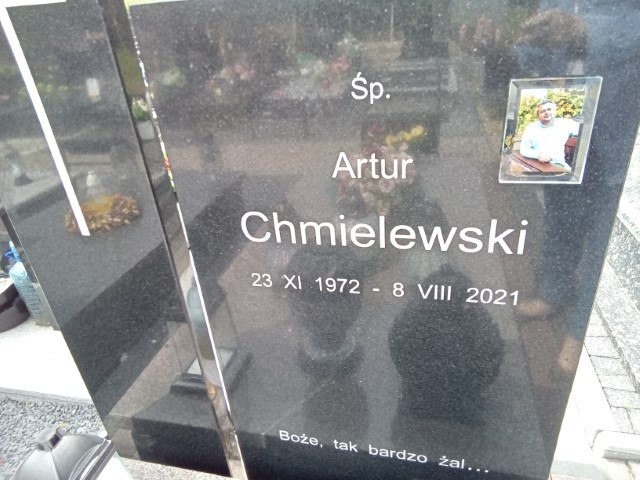 Śp.
Artur
Chmielewski
23 XI 1972 - 8 VIII 2021
Boże, tak bardzo żal...